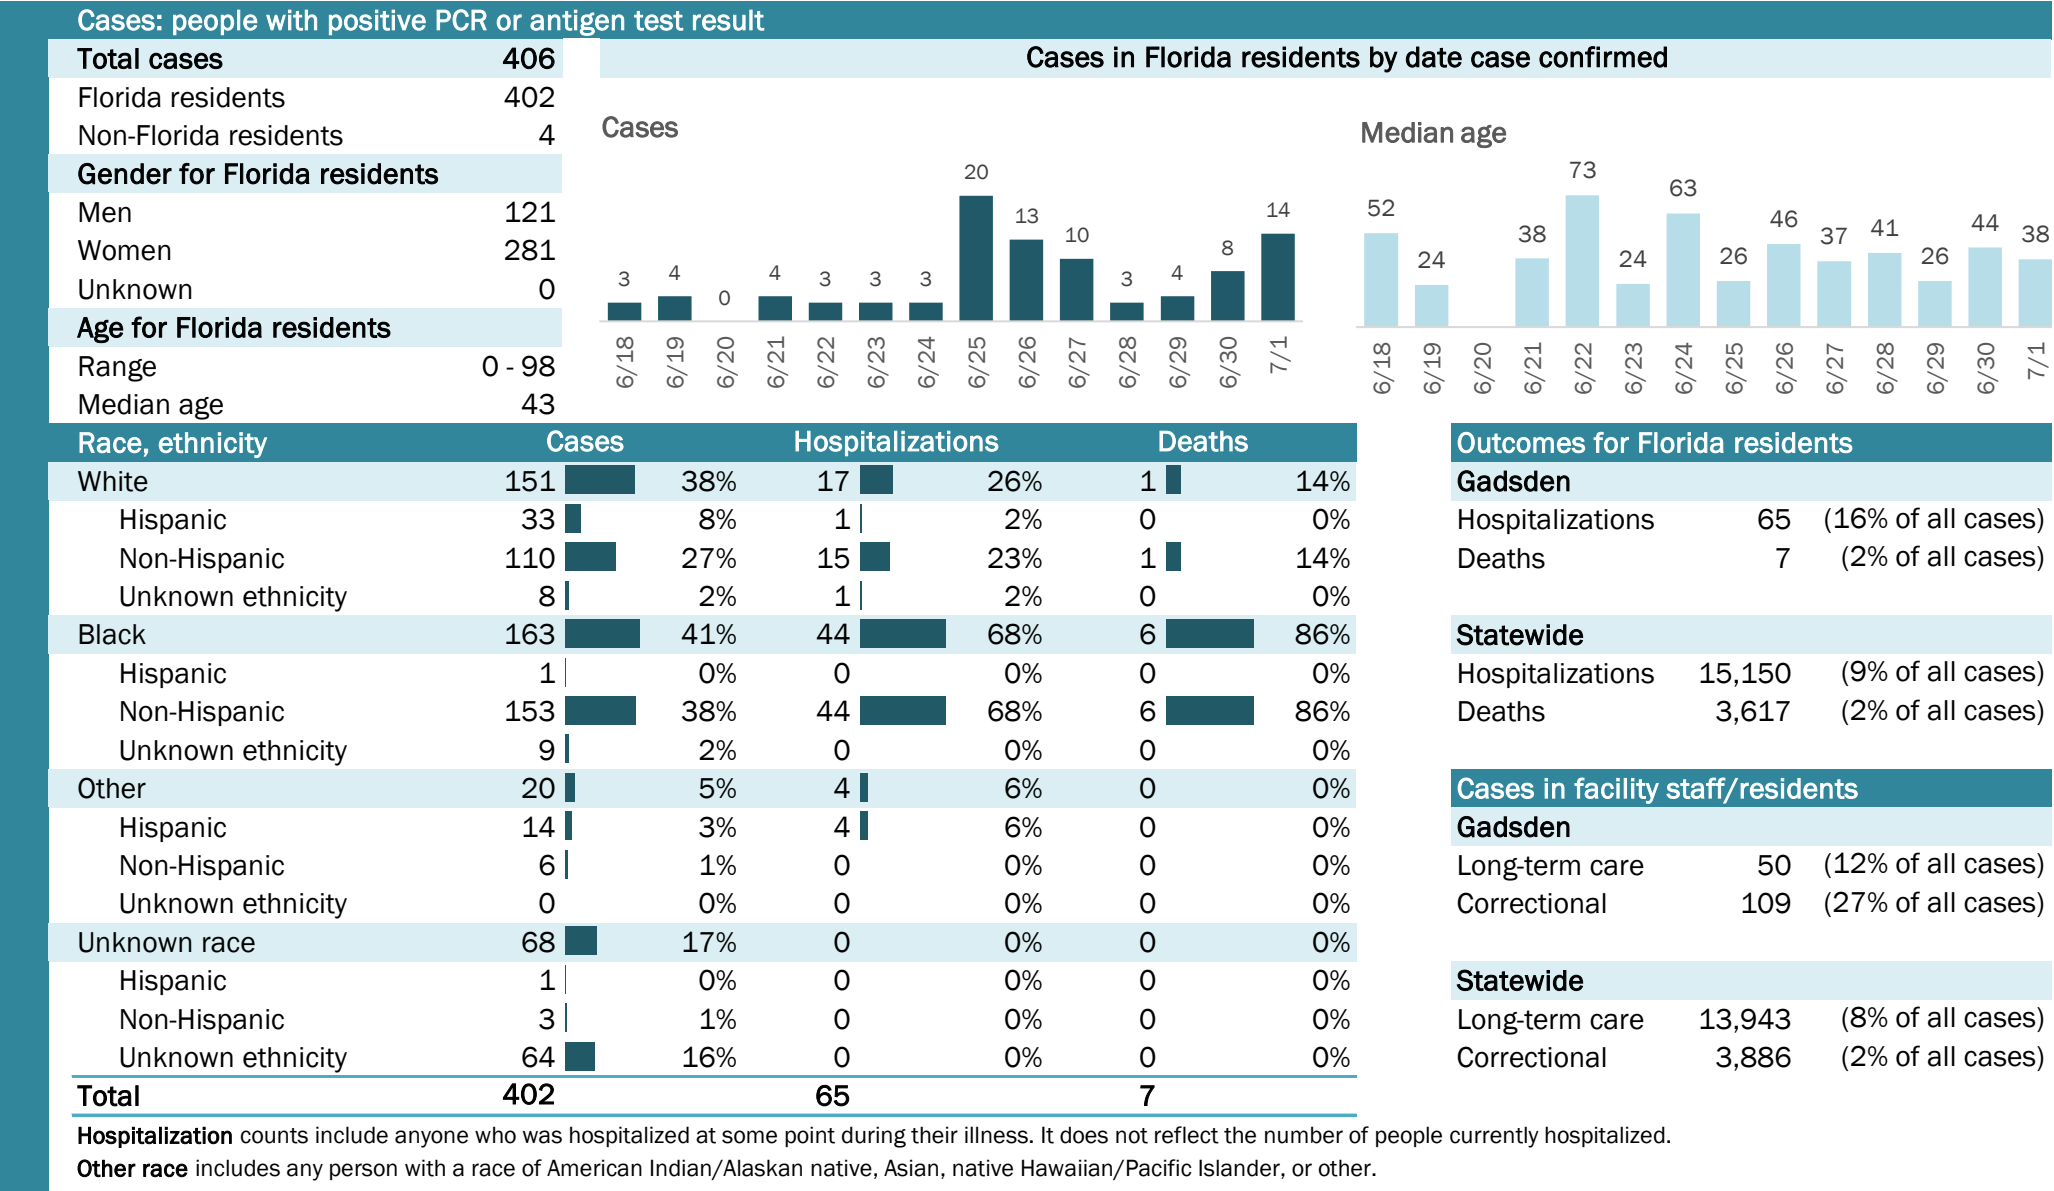 Cases: people with positive PCR or antigen test result
Total cases 406
Florida residents 402
Non-Florida residents 4
Gender for Florida residents
Men 121
Women 281
Unknown 0
Age for Florida residents
Range 0 - 98
Median age 43
Cases in Florida residents by date case confirmed
Cases
3 4 0 4 3 3 3 20 13 10 3 4 8 14
6/18 6/19 6/20 6/21 6/22 6/23 6/24 6/25 6/26 6/27 6/28 6/29 6/30 7/1
Median age
52 24 38 73 24 63 26 46 37 41 26 44 38
6/18 6/19 6/20 6/21 6/22 6/23 6/24 6/25 6/26 6/27 6/28 6/29 6/30 7/1
Race, ethnicity Cases Hospitalizations Deaths
White 151 38% 17 26% 1 14%
Hispanic 33 8% 1 2% 0 0%
Non-Hispanic 110 27% 15 23% 1 14%
Unknown ethnicity 8 2% 1 2% 0 0%
Black 163 41% 44 68% 6 86%
Hispanic 1 0% 0 0% 0 0%
Non-Hispanic 153 38% 44 68% 6 86%
Unknown ethnicity 9 2% 0 0% 0 0%
Other 20 5% 4 6% 0 0%
Hispanic 14 3% 4 6% 0 0%
Non-Hispanic 6 1% 0 0% 0 0%
Unknown ethnicity 0 0% 0 0% 0 0%
Unknown race 68 17% 0 0% 0 0%
Hispanic 1 0% 0 0% 0 0%
Non-Hispanic 3 1% 0 0% 0 0%
Unknown ethnicity 64 16% 0 0% 0 0%
Total 402 65 7
Outcomes for Florida residents
Gadsden
Hospitalizations 65 (16% of all cases)
Deaths 7 (2% of all cases)
Statewide
Hospitalizations 15,150 (9% of all cases)
Deaths 3,617 (2% of all cases)
Cases in facility staff/residents
Gadsden
Long-term care 50 (12% of all cases)
Correctional 109 (27% of all cases)
Statewide
Long-term care 13,943 (8% of all cases)
Correctional 3,886 (2% of all cases)
Hospitalization counts include anyone who was hospitalized at some point during their illness. It does not reflect the number of people currently hospitalized.
Other race includes any person with a race of American Indian/Alaskan native, Asian, native Hawaiian/Pacific Islander, or other.